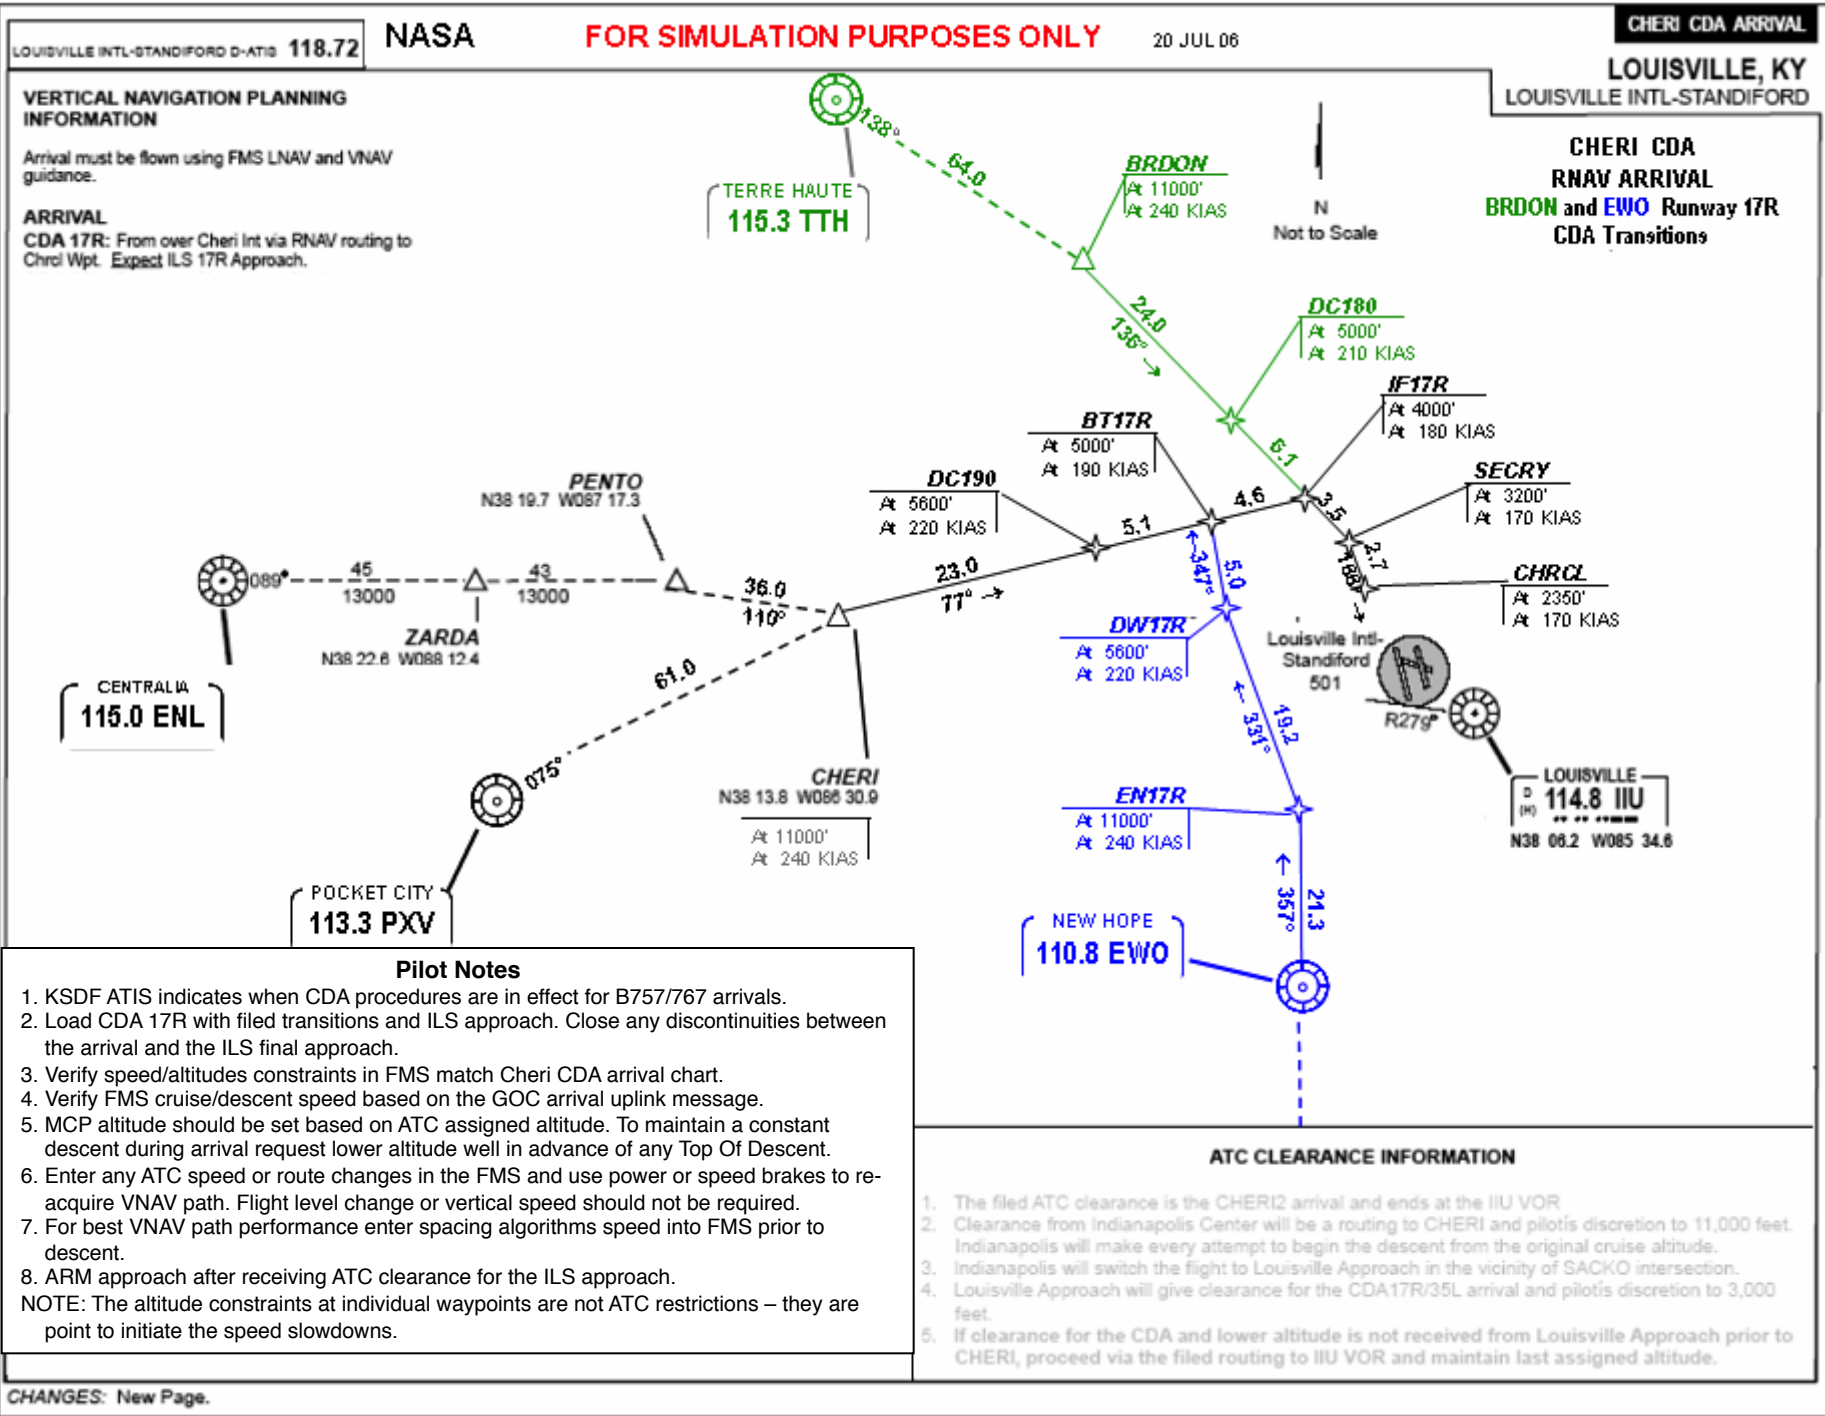 LOUISVILLE INTL-STANDIFORD D-ATIS 118.72
NASA
FOR SIMULATION PURPOSES ONLY
20 JUL 06
CHERI CDA ARRIVAL
LOUISVILLE, KY
LOUISVILLE INTL-STANDIFORD
VERTICAL NAVIGATION PLANNING
INFORMATION
Arrival must be flown using FMS LNAV and VNAV
guidance.
ARRIVAL
CDA 17R: From over Cheri Int via RNAV routing to
Chrcl Wpt. Expect ILS 17R Approach.
CHERI CDA
RNAV ARRIVAL
BRDON and EWO Runway 17R
CDA Transitions
N
Not to Scale
138°
64.0
TERRE HAUTE
115.3 TTH
BRDON
At 11000'
At 240 KIAS
24.0
136°
DC180
At 5000'
At 210 KIAS
6.1
IF17R
At 4000'
At 180 KIAS
BT17R
At 5000'
At 190 KIAS
SECRY
At 3200'
At 170 KIAS
DC190
At 5600'
At 220 KIAS
PENTO
N38 19.7 W087 17.3
4.6
3.5
5.1
2.7
188°
CHRCL
At 2350'
At 170 KIAS
089°
45
13000
43
13000
36.0
110°
23.0
77°
347°
5.0
ZARDA
N38 22.6 W088 12.4
DW17R
At 5600'
At 220 KIAS
Louisville Intl-
Standiford
501
R279°
CENTRALIA
115.0 ENL
61.0
075°
331°
19.2
CHERI
N38 13.8 W086 30.9
At 11000'
At 240 KIAS
EN17R
At 11000'
At 240 KIAS
LOUISVILLE
D
(H)
114.8 IIU
N38 06.2 W085 34.6
POCKET CITY
113.3 PXV
357°
21.3
NEW HOPE
110.8 EWO
Pilot Notes
1. KSDF ATIS indicates when CDA procedures are in effect for B757/767 arrivals.
2. Load CDA 17R with filed transitions and ILS approach. Close any discontinuities between
the arrival and the ILS final approach.
3. Verify speed/altitudes constraints in FMS match Cheri CDA arrival chart.
4. Verify FMS cruise/descent speed based on the GOC arrival uplink message.
5. MCP altitude should be set based on ATC assigned altitude. To maintain a constant
descent during arrival request lower altitude well in advance of any Top Of Descent.
6. Enter any ATC speed or route changes in the FMS and use power or speed brakes to re-
acquire VNAV path. Flight level change or vertical speed should not be required.
7. For best VNAV path performance enter spacing algorithms speed into FMS prior to
descent.
8. ARM approach after receiving ATC clearance for the ILS approach.
NOTE: The altitude constraints at individual waypoints are not ATC restrictions – they are
point to initiate the speed slowdowns.
ATC CLEARANCE INFORMATION
1. The filed ATC clearance is the CHERI2 arrival and ends at the IIU VOR
2. Clearance from Indianapolis Center will be a routing to CHERI and pilotís discretion to 11,000 feet.
Indianapolis will make every attempt to begin the descent from the original cruise altitude.
3. Indianapolis will switch the flight to Louisville Approach in the vicinity of SACKO intersection.
4. Louisville Approach will give clearance for the CDA17R/35L arrival and pilotís discretion to 3,000
feet.
5. If clearance for the CDA and lower altitude is not received from Louisville Approach prior to
CHERI, proceed via the filed routing to IIU VOR and maintain last assigned altitude.
CHANGES: New Page.